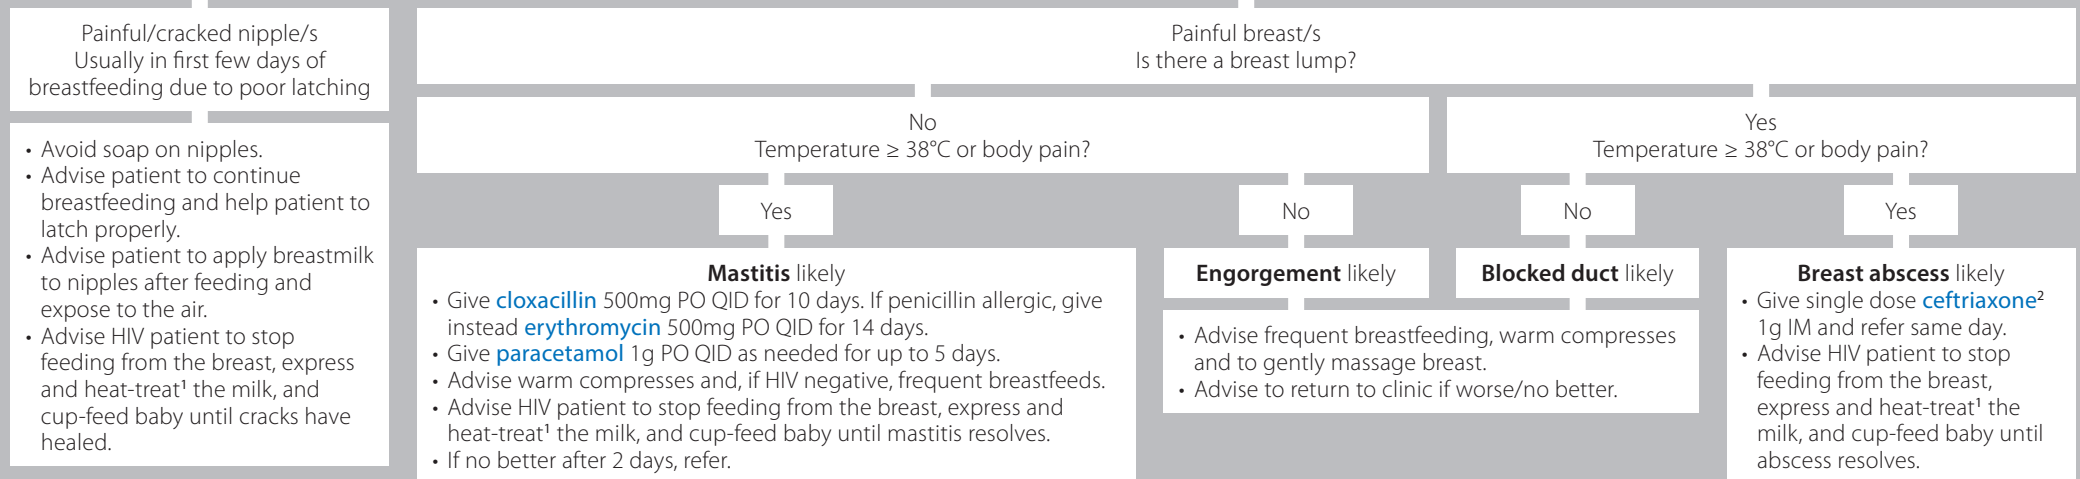 Painful/cracked nipple/s
Usually in first few days of
breastfeeding due to poor latching
• Avoid soap on nipples.
• Advise patient to continue
breastfeeding and help patient to
latch properly.
• Advise patient to apply breastmilk
to nipples after feeding and
expose to the air.
• Advise HIV patient to stop
feeding from the breast, express
and heat-treat¹ the milk, and
cup-feed baby until cracks have
healed.
Painful breast/s
Is there a breast lump?
No
Temperature ≥ 38°C or body pain?
Yes
Mastitis likely
• Give cloxacillin 500mg PO QID for 10 days. If penicillin allergic, give
instead erythromycin 500mg PO QID for 14 days.
• Give paracetamol 1g PO QID as needed for up to 5 days.
• Advise warm compresses and, if HIV negative, frequent breastfeeds.
• Advise HIV patient to stop feeding from the breast, express and
heat-treat¹ the milk, and cup-feed baby until mastitis resolves.
• If no better after 2 days, refer.
No
Engorgement likely
Yes
Temperature ≥ 38°C or body pain?
No
Blocked duct likely
• Advise frequent breastfeeding, warm compresses
and to gently massage breast.
• Advise to return to clinic if worse/no better.
Yes
Breast abscess likely
• Give single dose ceftriaxone²
1g IM and refer same day.
• Advise HIV patient to stop
feeding from the breast,
express and heat-treat¹ the
milk, and cup-feed baby until
abscess resolves.